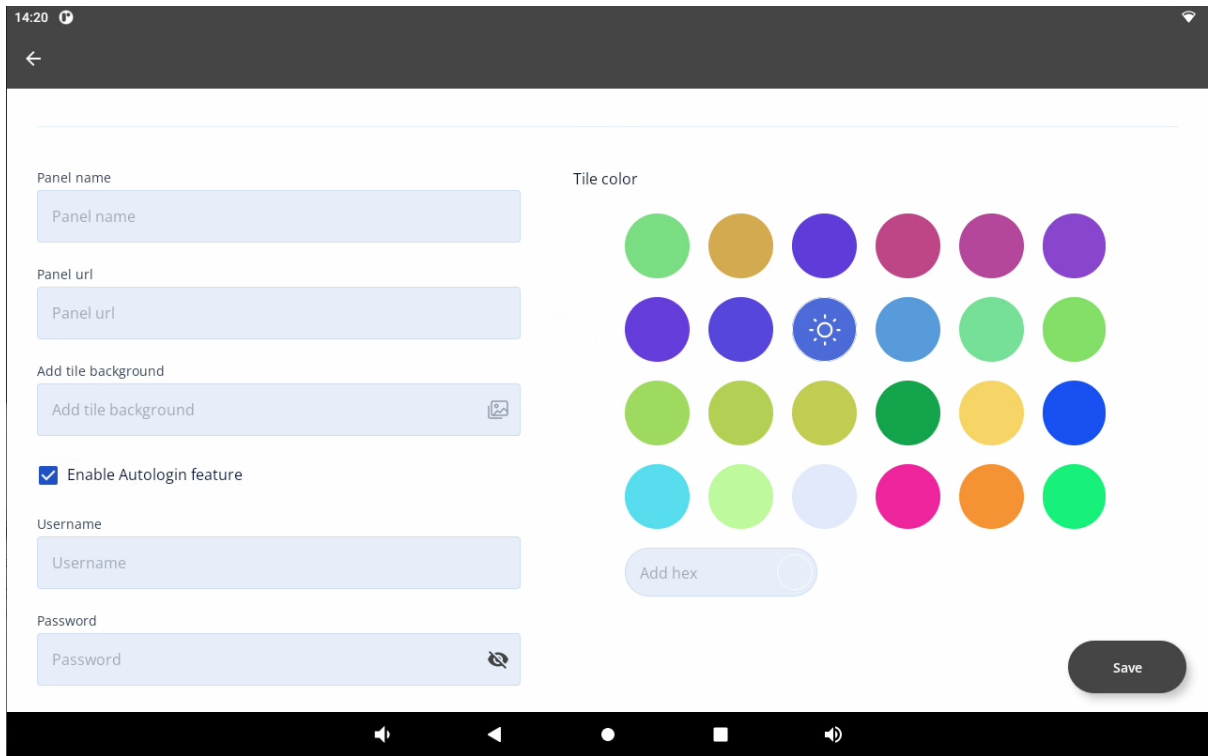 14:20
Panel name
Panel name
Panel url
Panel url
Add tile background
Add tile background
Enable Autologin feature
Username
Username
Password
Password
Tile color
Add hex
Save